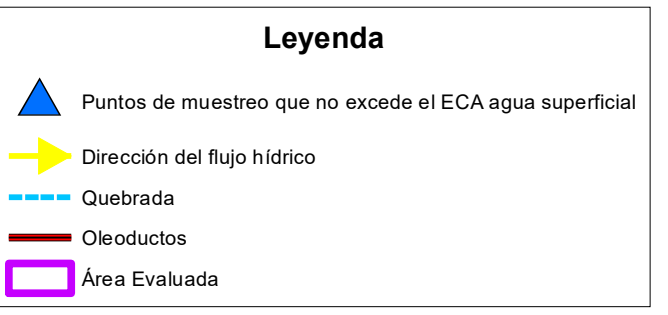 Leyenda
Puntos de muestreo que no excede el ECA agua superficial
Dirección del flujo hídrico
Quebrada
Oleoductos
Área Evaluada